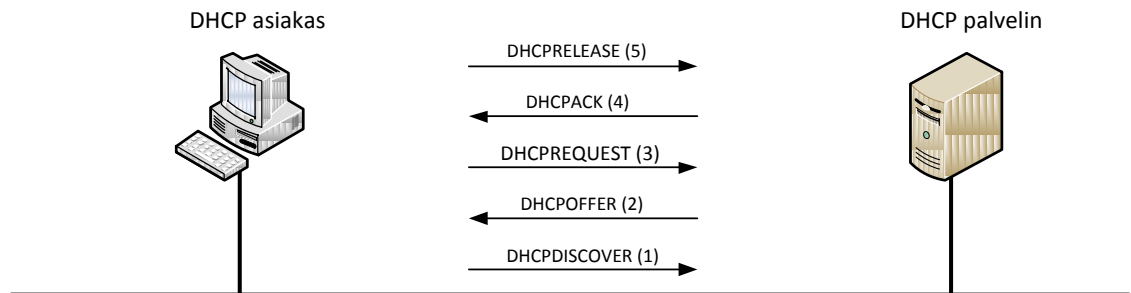 DHCP asiakas
DHCP palvelin
DHCPRELEASE (5)
DHCPACK (4)
DHCPREQUEST (3)
DHCPOFFER (2)
DHCPDISCOVER (1)